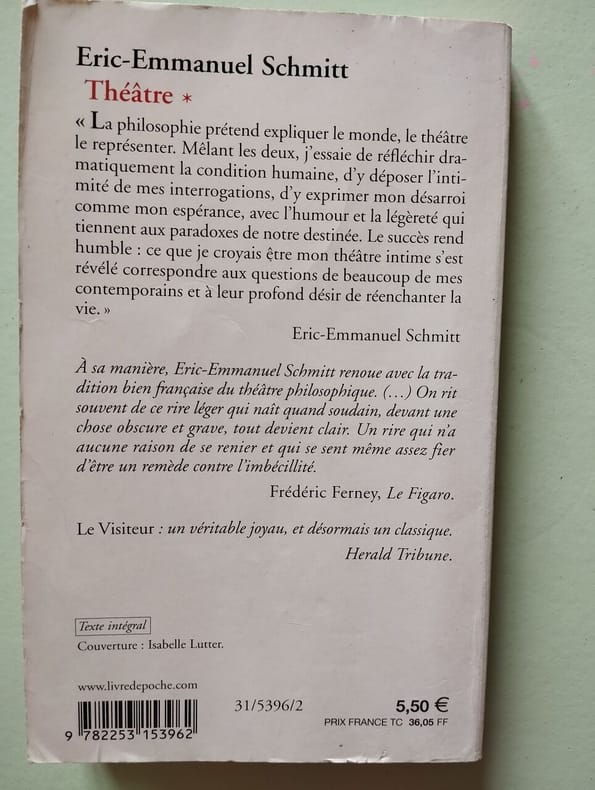 Eric-Emmanuel Schmitt
Théâtre *
« La philosophie prétend expliquer le monde, le théâtre
le représenter. Mêlant les deux, j'essaie de réfléchir dra-
matiquement la condition humaine, d'y déposer l'inti-
mité de mes interrogations, d'y exprimer mon désarroi
comme mon espérance, avec l'humour et la légèreté qui
tiennent aux paradoxes de notre destinée. Le succès rend
humble : ce que je croyais être mon théâtre intime s'est
révélé correspondre aux questions de beaucoup de mes
contemporains et à leur profond désir de réenchanter la
vie. »
Eric-Emmanuel Schmitt
À sa manière, Eric-Emmanuel Schmitt renoue avec la tra-
dition bien française du théâtre philosophique. (…) On rit
souvent de ce rire léger qui naît quand soudain, devant une
chose obscure et grave, tout devient clair. Un rire qui n'a
aucune raison de se renier et qui se sent même assez fier
d'être un remède contre l'imbécillité.
Frédéric Ferney, Le Figaro.
Le Visiteur : un véritable joyau, et désormais un classique.
Herald Tribune.
Texte intégral
Couverture : Isabelle Lutter.
www.livredepoche.com
31/5396/2
5,50 €
PRIX FRANCE TC 36,05 FF
9 782253 153962